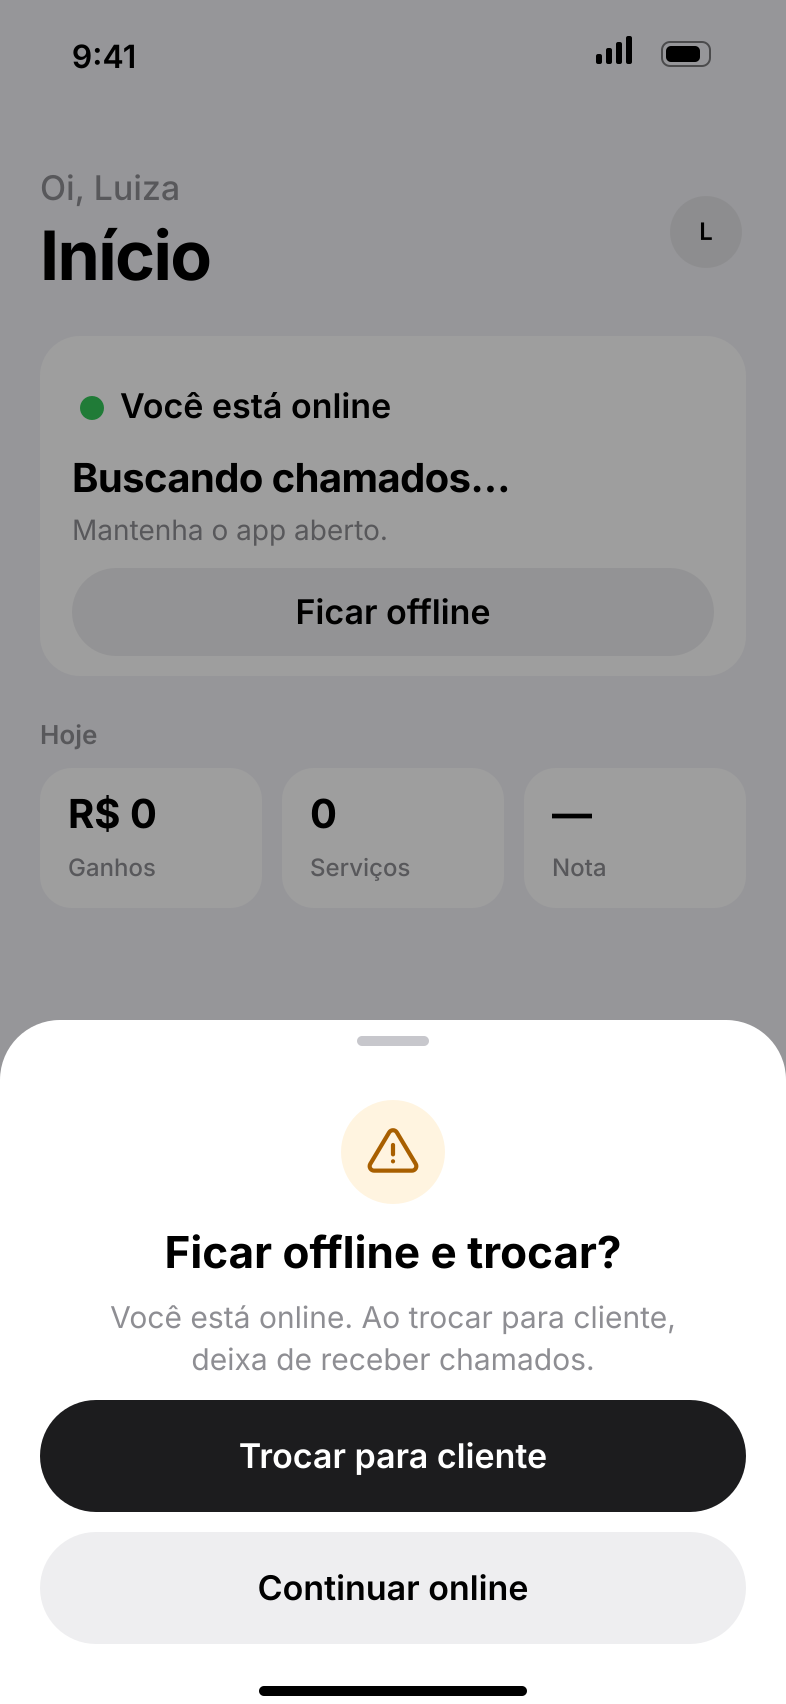 9:41
Oi, Luiza
Início
L
Você está online
Buscando chamados...
Mantenha o app aberto.
Ficar offline
Hoje
R$ 0
Ganhos
0
Serviços
—
Nota
Ficar offline e trocar?
Você está online. Ao trocar para cliente,
deixa de receber chamados.
Trocar para cliente
Continuar online